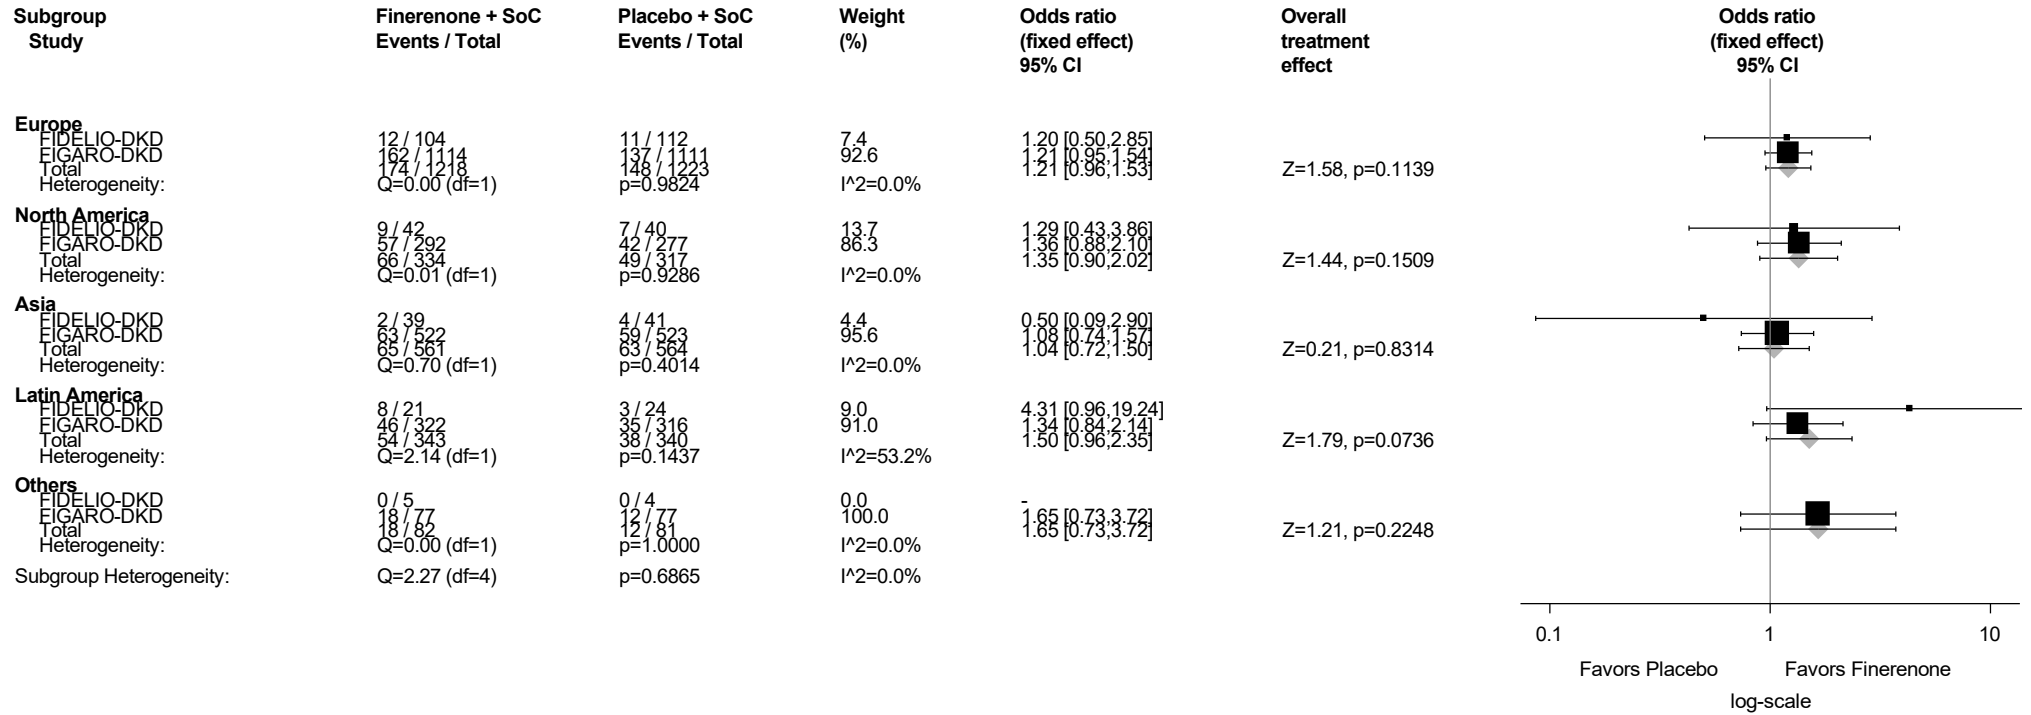 Subgroup Finerenone + SoC Placebo + SoC Weight Odds ratio Overall Odds ratio
Study Events / Total Events / Total (%) (fixed effect) treatment (fixed effect)
95% CI effect 95% CI
Europe
FIDELIO-DKD 12 / 104 11 / 112 7.4 1.20 [0.50,2.85]
FIGARO-DKD 162 / 1114 137 / 1111 92.6 1.21 [0.95,1.54]
Total 174 / 1218 148 / 1223 1.21 [0.96,1.53] Z=1.58, p=0.1139
Heterogeneity: Q=0.00 (df=1) p=0.9824 I^2=0.0%
North America
FIDELIO-DKD 9 / 42 7 / 40 13.7 1.29 [0.43,3.86]
FIGARO-DKD 57 / 292 42 / 277 86.3 1.36 [0.88,2.10]
Total 66 / 334 49 / 317 1.35 [0.90,2.02] Z=1.44, p=0.1509
Heterogeneity: Q=0.01 (df=1) p=0.9286 I^2=0.0%
Asia
FIDELIO-DKD 2 / 39 4 / 41 4.4 0.50 [0.09,2.90]
FIGARO-DKD 63 / 522 59 / 523 95.6 1.08 [0.74,1.57]
Total 65 / 561 63 / 564 1.04 [0.72,1.50] Z=0.21, p=0.8314
Heterogeneity: Q=0.70 (df=1) p=0.4014 I^2=0.0%
Latin America
FIDELIO-DKD 8 / 21 3 / 24 9.0 4.31 [0.96,19.24]
FIGARO-DKD 46 / 322 35 / 316 91.0 1.34 [0.84,2.14]
Total 54 / 343 38 / 340 1.50 [0.96,2.35] Z=1.79, p=0.0736
Heterogeneity: Q=2.14 (df=1) p=0.1437 I^2=53.2%
Others
FIDELIO-DKD 0 / 5 0 / 4 0.0 -
FIGARO-DKD 18 / 77 12 / 77 100.0 1.65 [0.73,3.72]
Total 18 / 82 12 / 81 1.65 [0.73,3.72] Z=1.21, p=0.2248
Heterogeneity: Q=0.00 (df=1) p=1.0000 I^2=0.0%
Subgroup Heterogeneity: Q=2.27 (df=4) p=0.6865 I^2=0.0%
0.1 1 10
Favors Placebo Favors Finerenone
log-scale